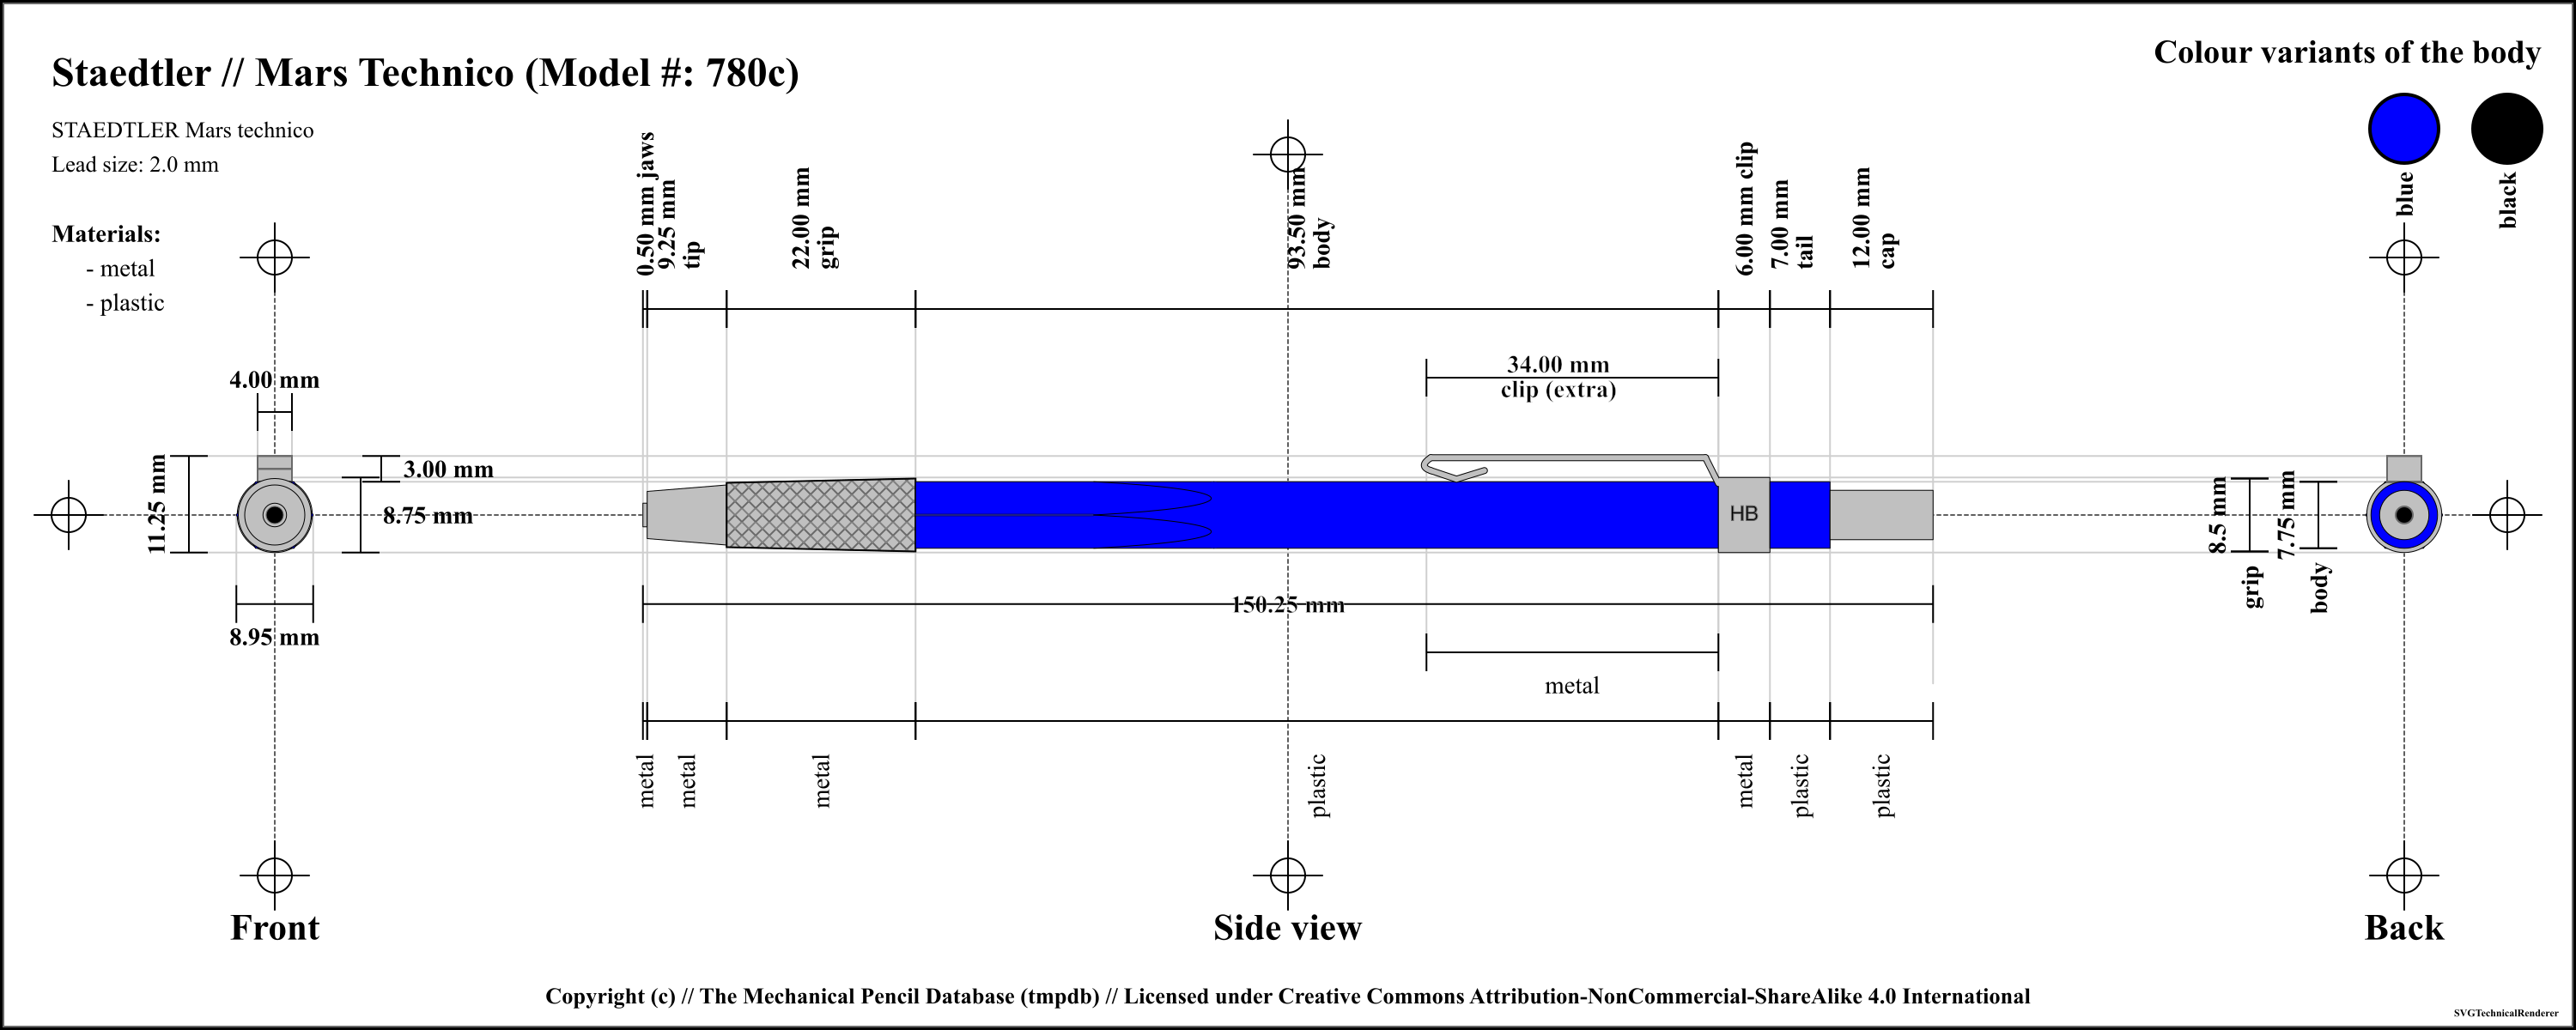 Staedtler // Mars Technico (Model #: 780c)
STAEDTLER Mars technico
Lead size: 2.0 mm
Materials:
- metal
- plastic
Colour variants of the body
blue
black
0.50 mm jaws
9.25 mm
tip
22.00 mm
grip
93.50 mm
body
6.00 mm clip
7.00 mm
tail
12.00 mm
cap
34.00 mm
clip (extra)
4.00 mm
11.25 mm
3.00 mm
8.75 mm
8.95 mm
HB
8.5 mm
grip
7.75 mm
body
150.25 mm
metal
metal
metal
metal
plastic
metal
plastic
plastic
Front
Side view
Back
Copyright (c) // The Mechanical Pencil Database (tmpdb) // Licensed under Creative Commons Attribution-NonCommercial-ShareAlike 4.0 International
SVGTechnicalRenderer